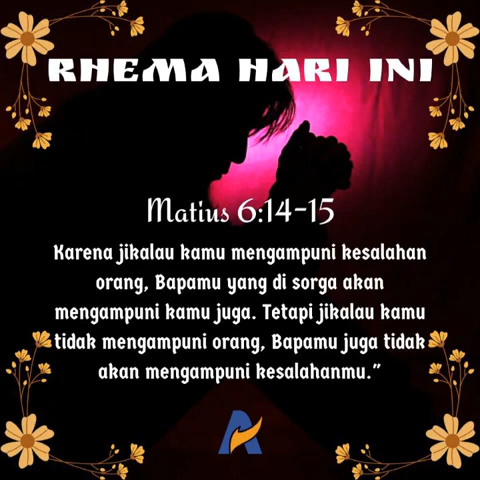 RHEMA HARI INI
Matius 6:14-15
Karena jikalau kamu mengampuni kesalahan
orang, Bapamu yang di sorga akan
mengampuni kamu juga. Tetapi jikalau kamu
tidak mengampuni orang, Bapamu juga tidak
akan mengampuni kesalahanmu.”